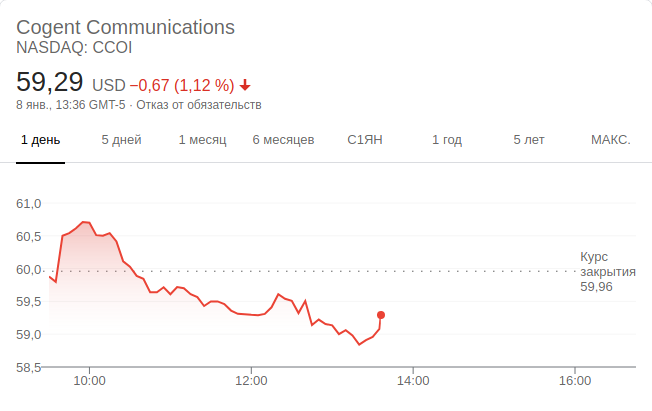 Cogent Communications
NASDAQ: CCOI
59,29 USD −0,67 (1,12 %)
8 янв., 13:36 GMT-5 · Отказ от обязательств
1 день 5 дней 1 месяц 6 месяцев С1ЯН 1 год 5 лет МАКС.
61,0
60,5
60,0
59.5
59,0
58,5
Курс
закрытия
59,96
10:00 12:00 14:00 16:00